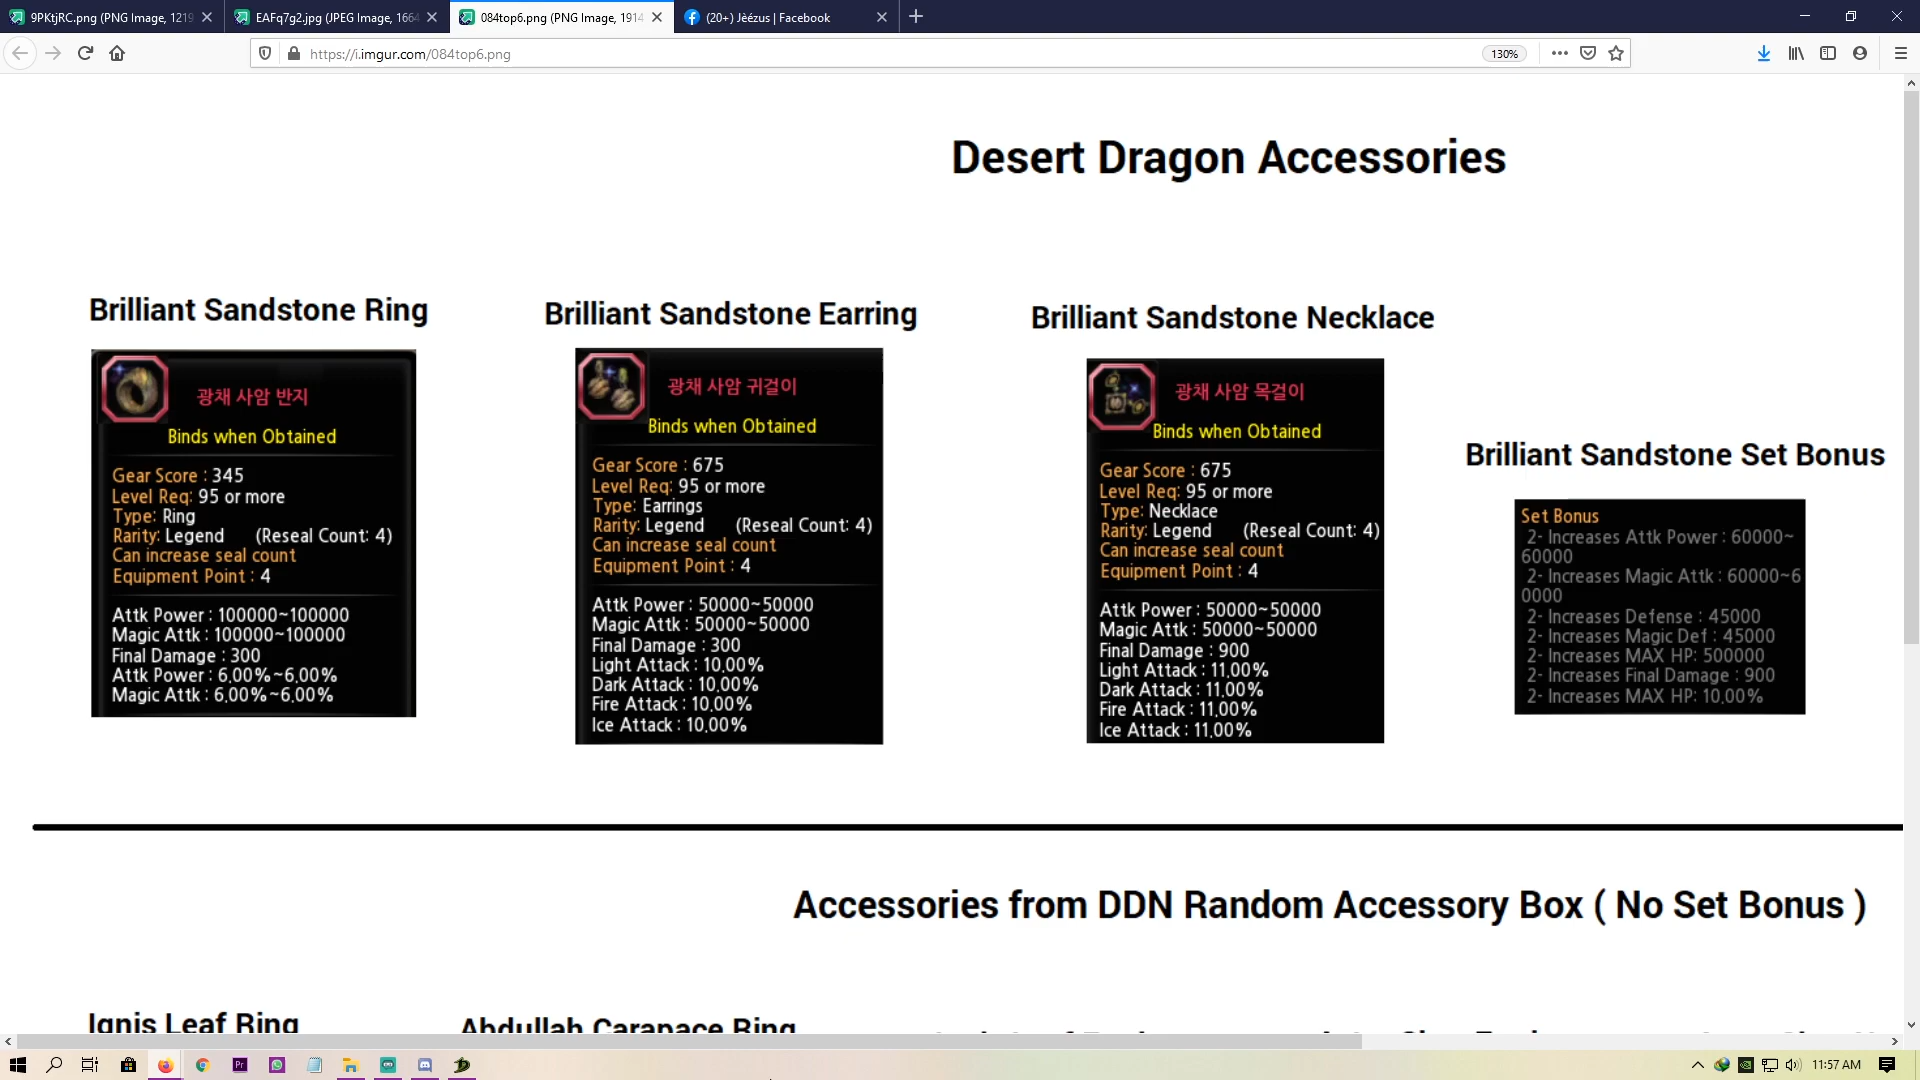 9PKtjRC.png (PNG Image, 1219
EAFq7g2.jpg (JPEG Image, 1664
084top6.png (PNG Image, 1914
(20+) Jèézus | Facebook
https://i.imgur.com/084top6.png
130%
Desert Dragon Accessories
Brilliant Sandstone Ring
광채 사암 반지
Binds when Obtained
Gear Score : 345
Level Req: 95 or more
Type: Ring
Rarity: Legend (Reseal Count: 4)
Can increase seal count
Equipment Point : 4
Attk Power : 100000~100000
Magic Attk : 100000~100000
Final Damage : 300
Attk Power : 6.00%~6.00%
Magic Attk : 6.00%~6.00%
Brilliant Sandstone Earring
광채 사암 귀걸이
Binds when Obtained
Gear Score : 675
Level Req: 95 or more
Type: Earrings
Rarity: Legend (Reseal Count: 4)
Can increase seal count
Equipment Point : 4
Attk Power : 50000~50000
Magic Attk : 50000~50000
Final Damage : 300
Light Attack : 10.00%
Dark Attack : 10.00%
Fire Attack : 10.00%
Ice Attack : 10.00%
Brilliant Sandstone Necklace
광채 사암 목걸이
Binds when Obtained
Gear Score : 675
Level Req: 95 or more
Type: Necklace
Rarity: Legend (Reseal Count: 4)
Can increase seal count
Equipment Point : 4
Attk Power : 50000~50000
Magic Attk : 50000~50000
Final Damage : 900
Light Attack : 11.00%
Dark Attack : 11.00%
Fire Attack : 11.00%
Ice Attack : 11.00%
Brilliant Sandstone Set Bonus
Set Bonus
2- Increases Attk Power : 60000~
60000
2- Increases Magic Attk : 60000~6
0000
2- Increases Defense : 45000
2- Increases Magic Def : 45000
2- Increases MAX HP: 500000
2- Increases Final Damage : 900
2- Increases MAX HP: 10.00%
Accessories from DDN Random Accessory Box ( No Set Bonus )
Ignis Leaf Ring
Abdullah Carapace Ring
Pr
11:57 AM